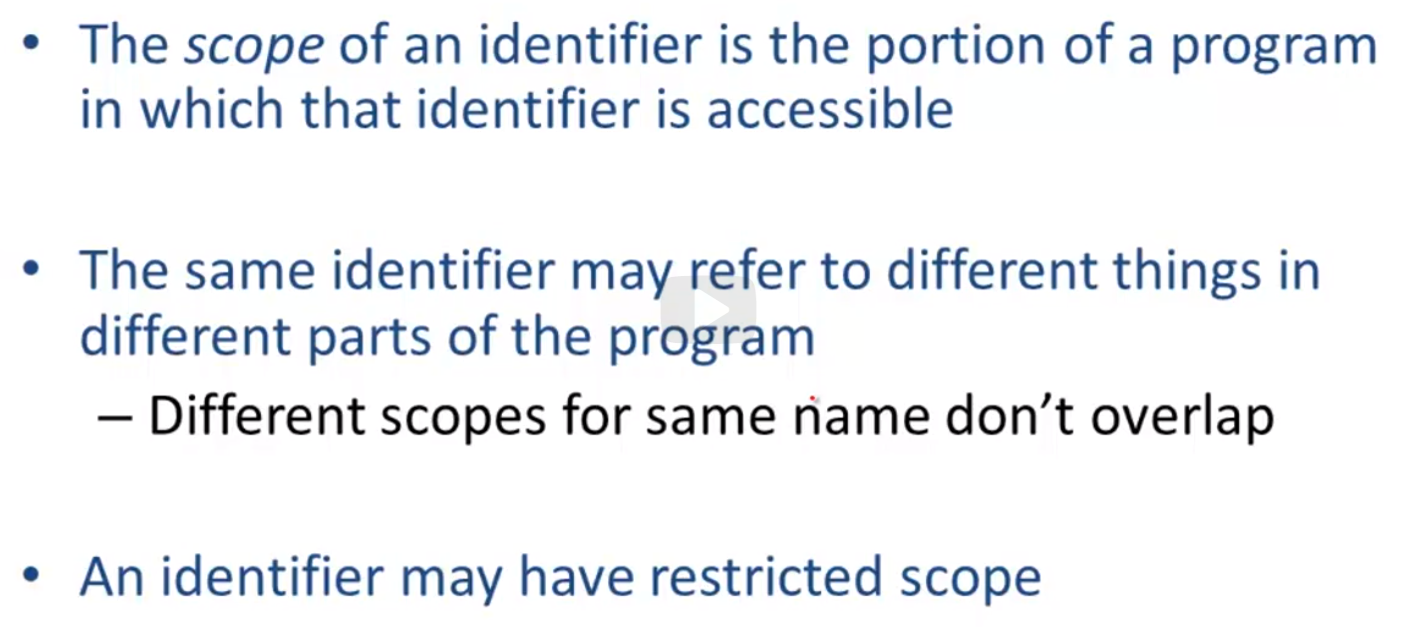 • The scope of an identifier is the portion of a program
in which that identifier is accessible
• The same identifier may refer to different things in
different parts of the program
– Different scopes for same name don't overlap
• An identifier may have restricted scope